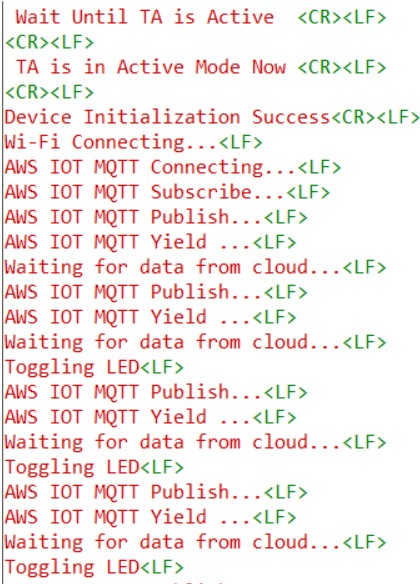 Wait Until TA is Active  <CR><LF>
<CR><LF>
TA is in Active Mode Now <CR><LF>
<CR><LF>
Device Initialization Success<CR><LF>
Wi-Fi Connecting...<LF>
AWS IOT MQTT Connecting...<LF>
AWS IOT MQTT Subscribe...<LF>
AWS IOT MQTT Publish...<LF>
AWS IOT MQTT Yield ...<LF>
Waiting for data from cloud...<LF>
AWS IOT MQTT Publish...<LF>
AWS IOT MQTT Yield ...<LF>
Waiting for data from cloud...<LF>
Toggling LED<LF>
AWS IOT MQTT Publish...<LF>
AWS IOT MQTT Yield ...<LF>
Waiting for data from cloud...<LF>
Toggling LED<LF>
AWS IOT MQTT Publish...<LF>
AWS IOT MQTT Yield ...<LF>
Waiting for data from cloud...<LF>
Toggling LED<LF>